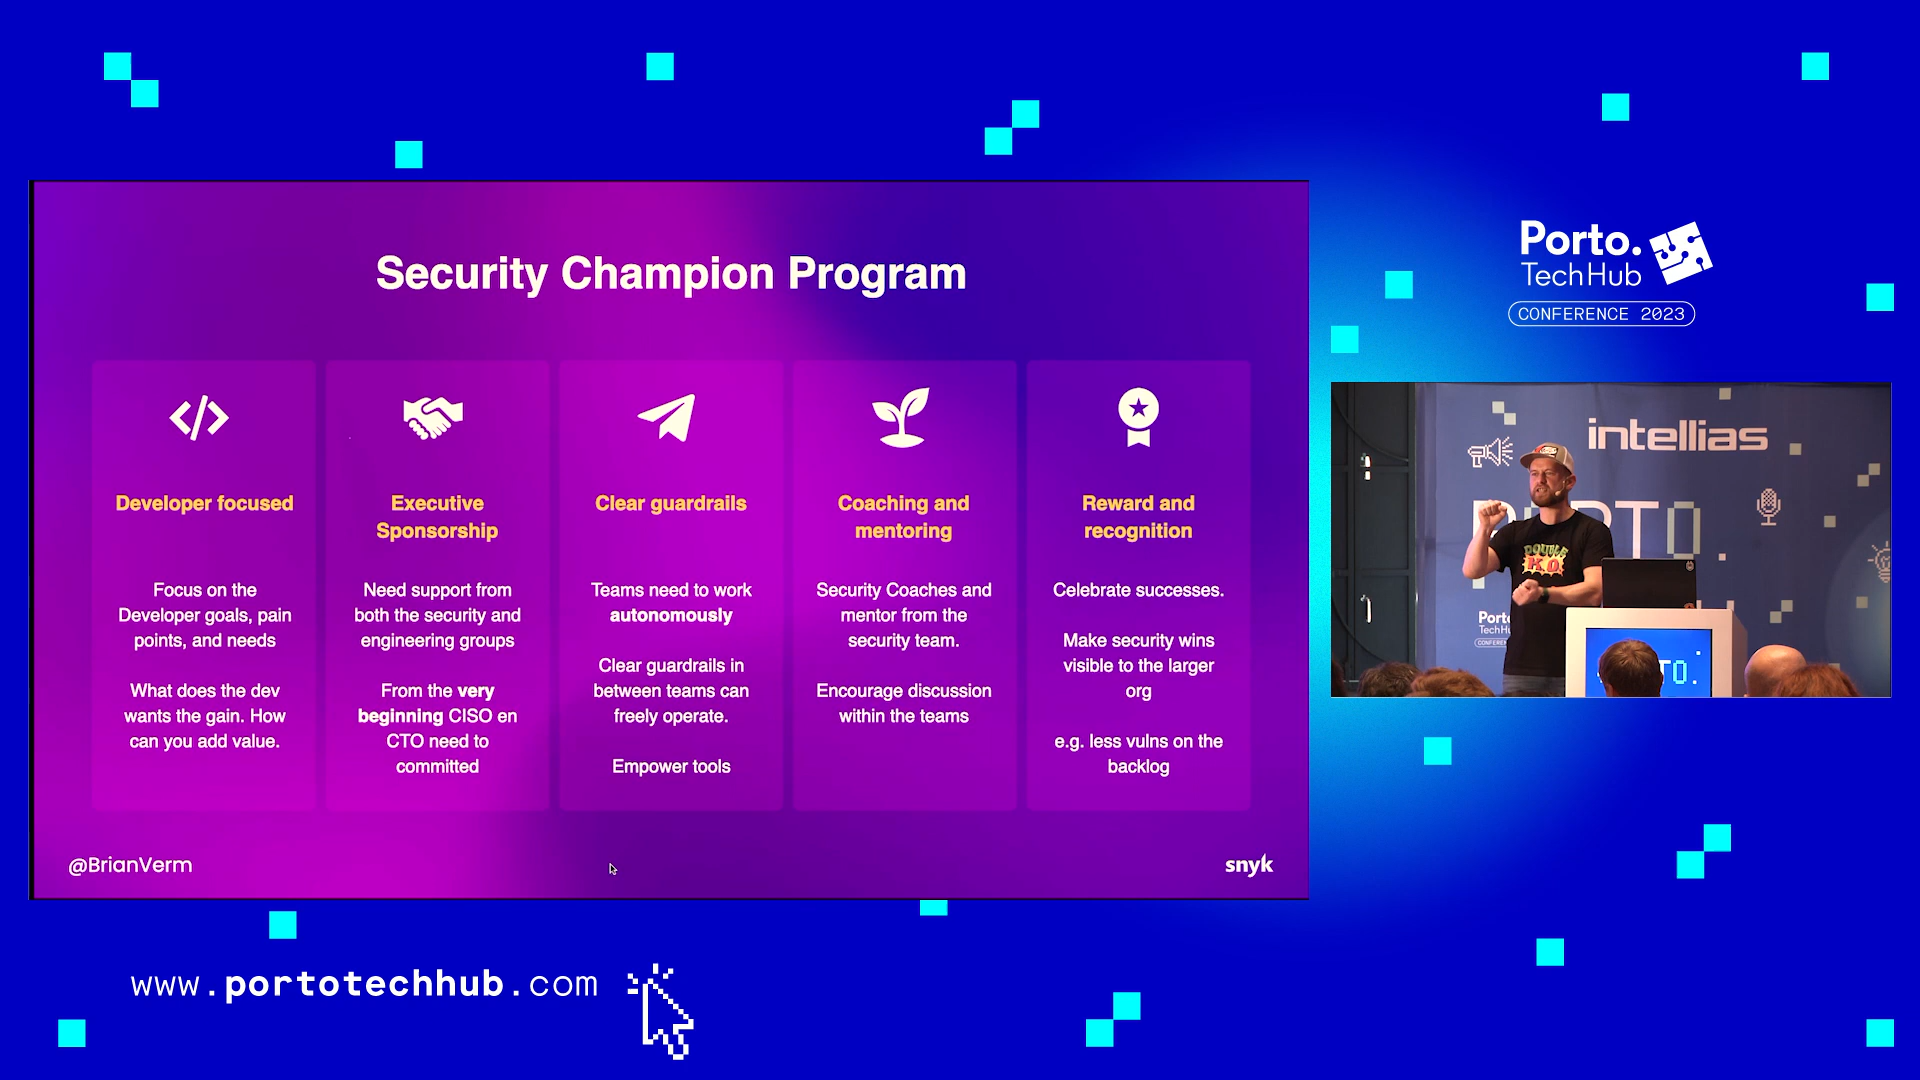 Security Champion Program
Developer focused
Focus on the
Developer goals, pain
points, and needs
What does the dev
wants the gain. How
can you add value.
Executive
Sponsorship
Need support from
both the security and
engineering groups
From the very
beginning CISO en
CTO need to
committed
Clear guardrails
Teams need to work
autonomously
Clear guardrails in
between teams can
freely operate.
Empower tools
Coaching and
mentoring
Security Coaches and
mentor from the
security team.
Encourage discussion
within the teams
Reward and
recognition
Celebrate successes.
Make security wins
visible to the larger
org
e.g. less vulns on the
backlog
@BrianVerm
snyk
Porto.
TechHub
CONFERENCE 2023
intellias
DOUBLE
K.O.
Porto
www.portotechhub.com